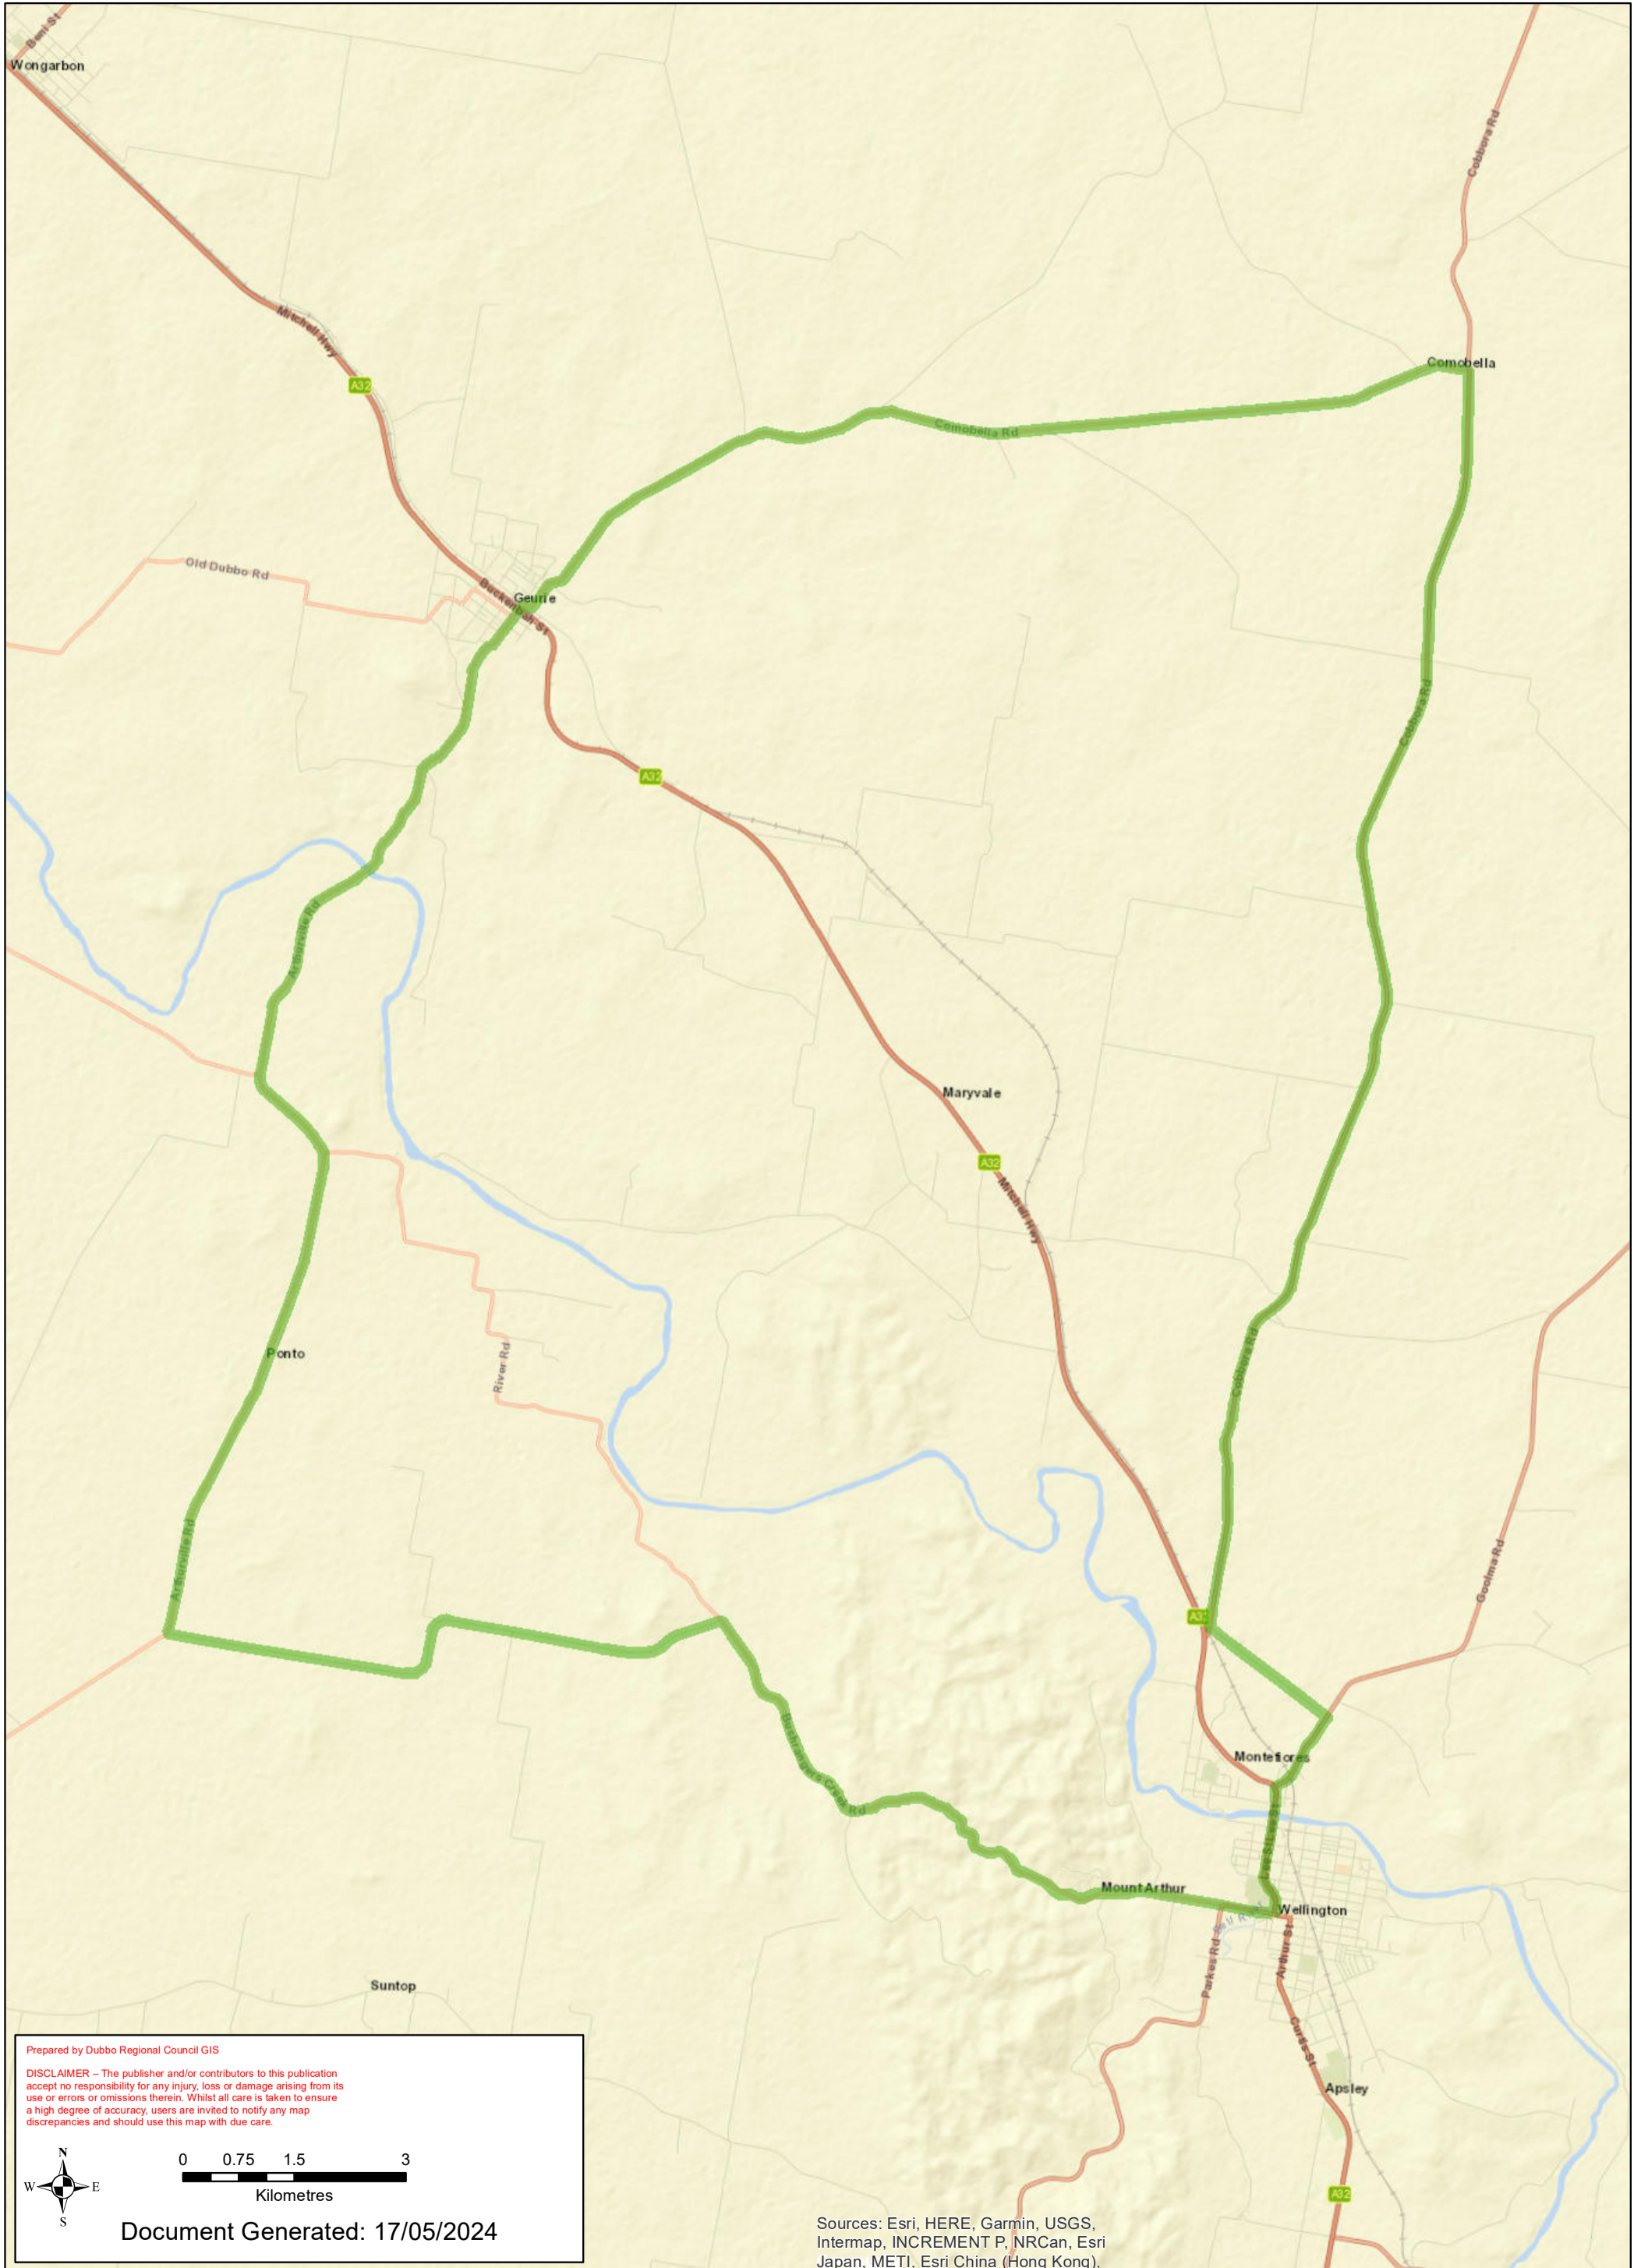 Beni St
Wongarbon
Cobbora Rd
Mitchell Hwy
Comobella
A32
Comobella Rd
Old Dubbo Rd
Geurie
Buckenbah St
Cobbora Rd
A32
Arthurville Rd
Maryvale
A32
Mitchell Hwy
River Rd
Ponto
Cobbora Rd
Arthurville Rd
Goolma Rd
Bushrangers Creek Rd
Montefiores
Mount Arthur
Wellington
Parkes Rd
Arthur St
Suntop
Curtis St
Apsley
A32
Prepared by Dubbo Regional Council GIS
DISCLAIMER – The publisher and/or contributors to this publication
accept no responsibility for any injury, loss or damage arising from its
use or errors or omissions therein. Whilst all care is taken to ensure
a high degree of accuracy, users are invited to notify any map
discrepancies and should use this map with due care.
N
W E
S
0 0.75 1.5 3
Kilometres
Document Generated: 17/05/2024
Sources: Esri, HERE, Garmin, USGS,
Intermap, INCREMENT P, NRCan, Esri
Japan, METI, Esri China (Hong Kong),